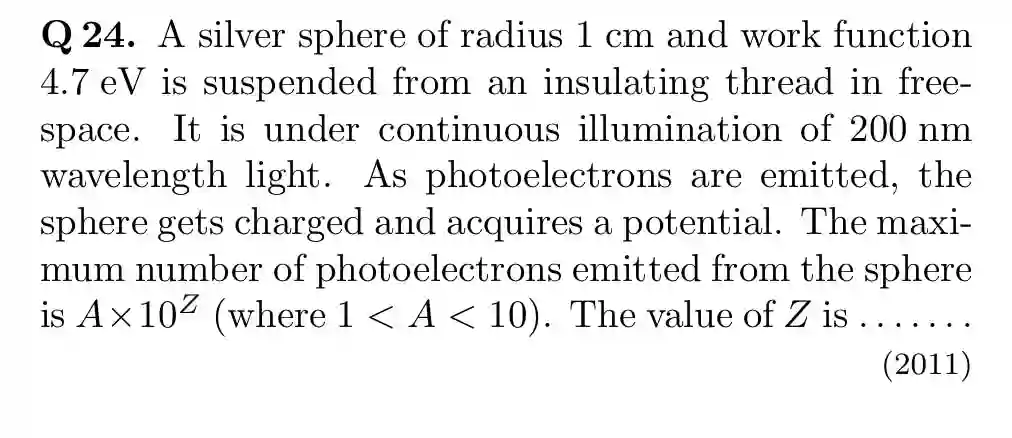 Q 24. A silver sphere of radius 1 cm and work function
4.7 eV is suspended from an insulating thread in free-
space. It is under continuous illumination of 200 nm
wavelength light. As photoelectrons are emitted, the
sphere gets charged and acquires a potential. The maxi-
mum number of photoelectrons emitted from the sphere
is A×10^Z (where 1 < A < 10). The value of Z is .......
(2011)